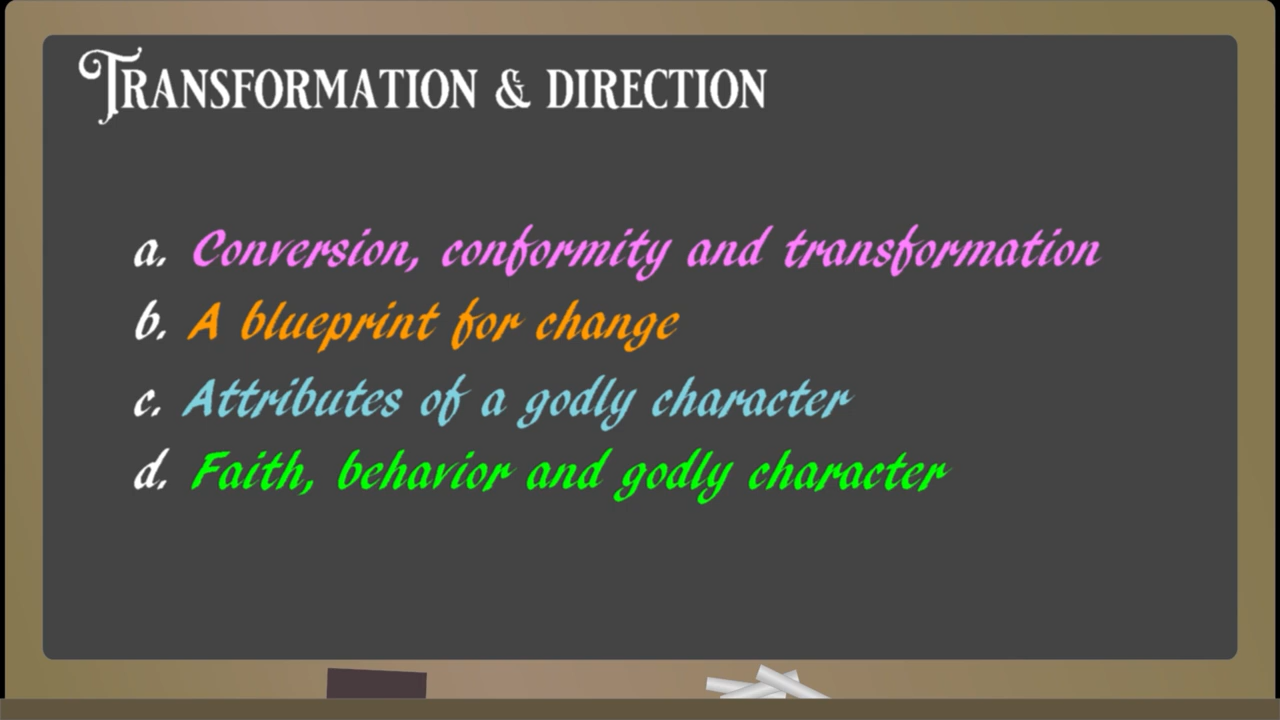 TRANSFORMATION & DIRECTION
a. Conversion, conformity and transformation
b. A blueprint for change
c. Attributes of a godly character
d. Faith, behavior and godly character